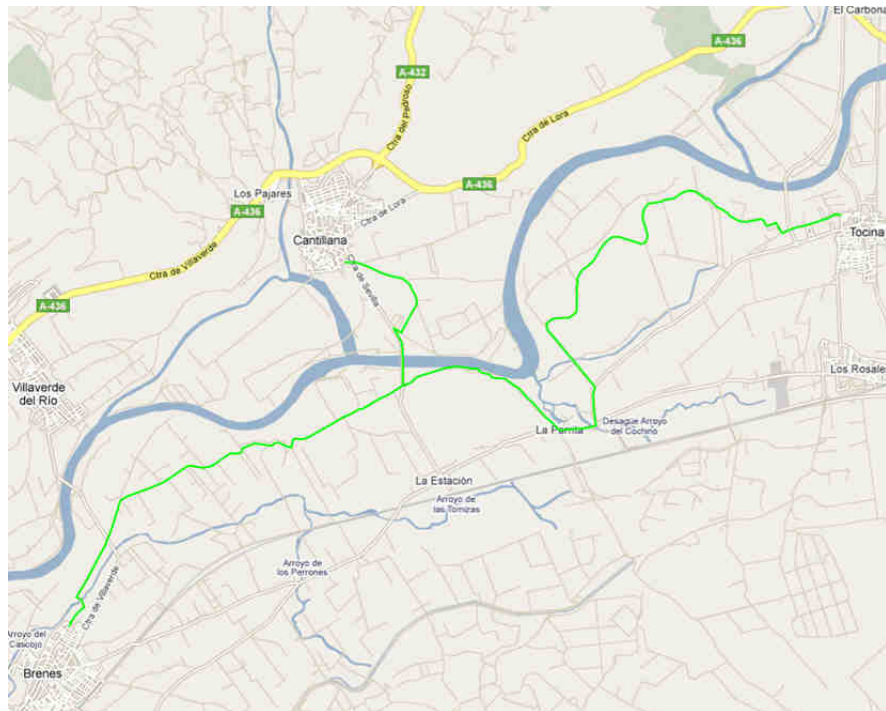 El Carbona
A-436
A-432
Ctra del Pedroso
Ctra de Lora
Los Pajares
A-436
Ctra de Lora
A-436
Cantillana
Tocina
Ctra de Villaverde
Ctra de Sevilla
A-436
Villaverde
del Río
Los Rosale
La Parrita
Desagüe Arroyo
del Cochino
La Estación
Arroyo de
las Tomizas
Arroyo de
los Perrones
Ctra de Villaverde
Arroyo del
Cascojo
Brenes